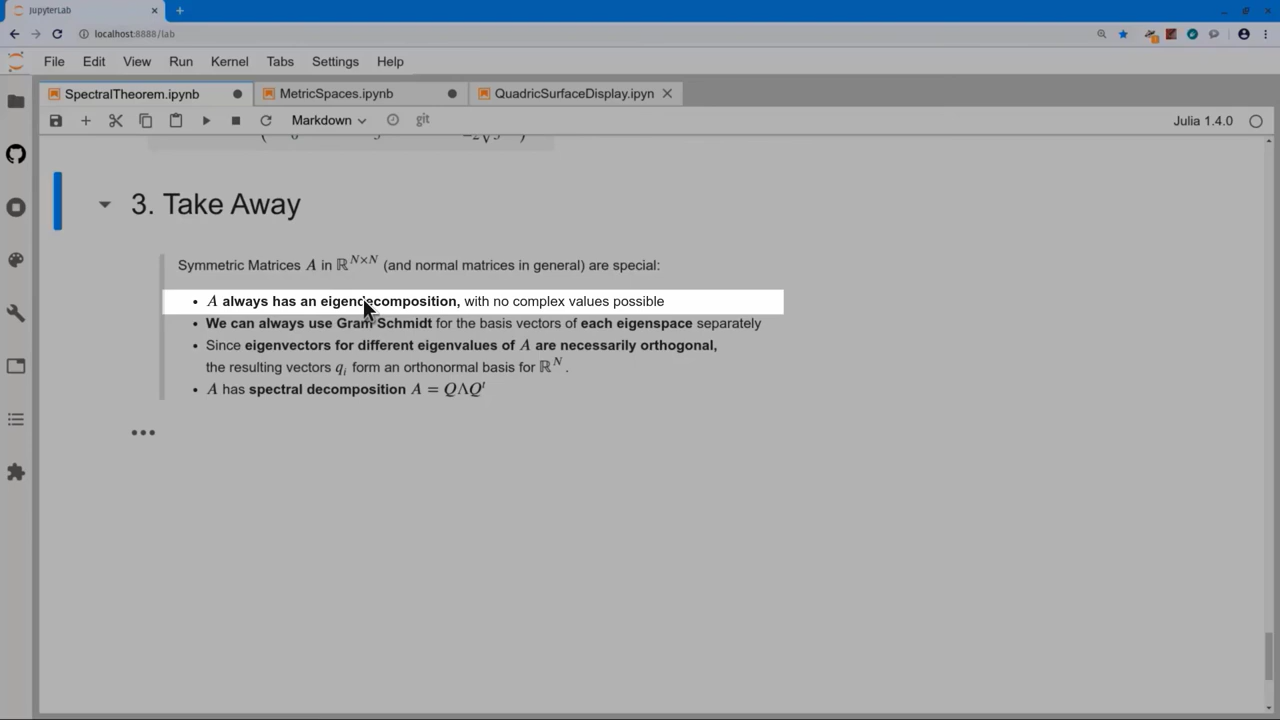 JupyterLab
localhost:8888/lab
File Edit View Run Kernel Tabs Settings Help
SpectralTheorem.ipynb MetricSpaces.ipynb QuadricSurfaceDisplay.ipyn
Markdown git Julia 1.4.0
3. Take Away
Symmetric Matrices A in ℝᴺˣᴺ (and normal matrices in general) are special:
• A always has an eigendecomposition, with no complex values possible
• We can always use Gram Schmidt for the basis vectors of each eigenspace separately
• Since eigenvectors for different eigenvalues of A are necessarily orthogonal,
the resulting vectors qᵢ form an orthonormal basis for ℝᴺ.
• A has spectral decomposition A = QΛQᵗ